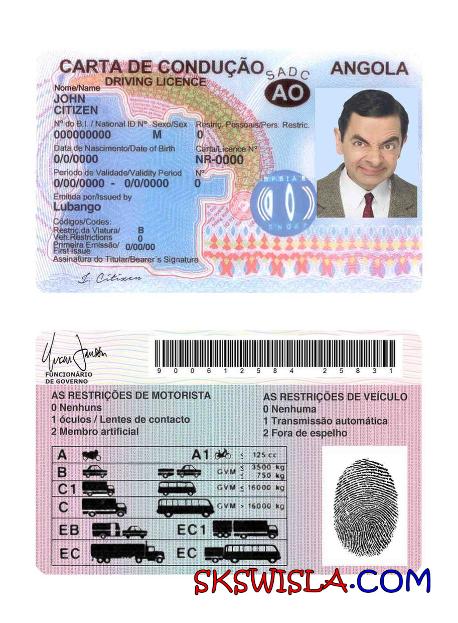 CARTA DE CONDUÇÃO SADC ANGOLA
DRIVING LICENCE
AO
Nome/Name
JOHN
CITIZEN
Nº do B.I. / National ID Nº Sexo/Sex Restriç. Pessoais/Pers. Restric.
000000000 M 0
Data de Nascimento/Date of Birth Carta/Licence Nº
0/0/0000 NR-0000
Período de Validade/Validity Period Nº
0/00/0000 - 0/0/0000 0
Emitida por/Issued by
Lubango
Códigos/Codes:
Restriç.da Vlatura/ B
Veh.Restrictions 0
Primeira Emissão/ 0/00/00
First issue
Assinatura do Titular/Bearer's Signature
I. Citizen
9 0 0 6 1 2 5 8 4 2 5 8 3 1
FUNCIONÁRIO
DE GOVERNO
AS RESTRIÇÕES DE MOTORISTA
0 Nenhuns
1 óculos / Lentes de contacto
2 Membro artificial
AS RESTRIÇÕES DE VEÍCULO
0 Nenhuma
1 Transmissão automática
2 Fora de espelho
A A1 ≤ 125 cc
B GVM ≤ 3500 kg
≤ 750 kg
C1 GVM ≤ 16000 kg
C GVM > 16000 kg
EB EC1
EC EC
SKSWISLA.COM